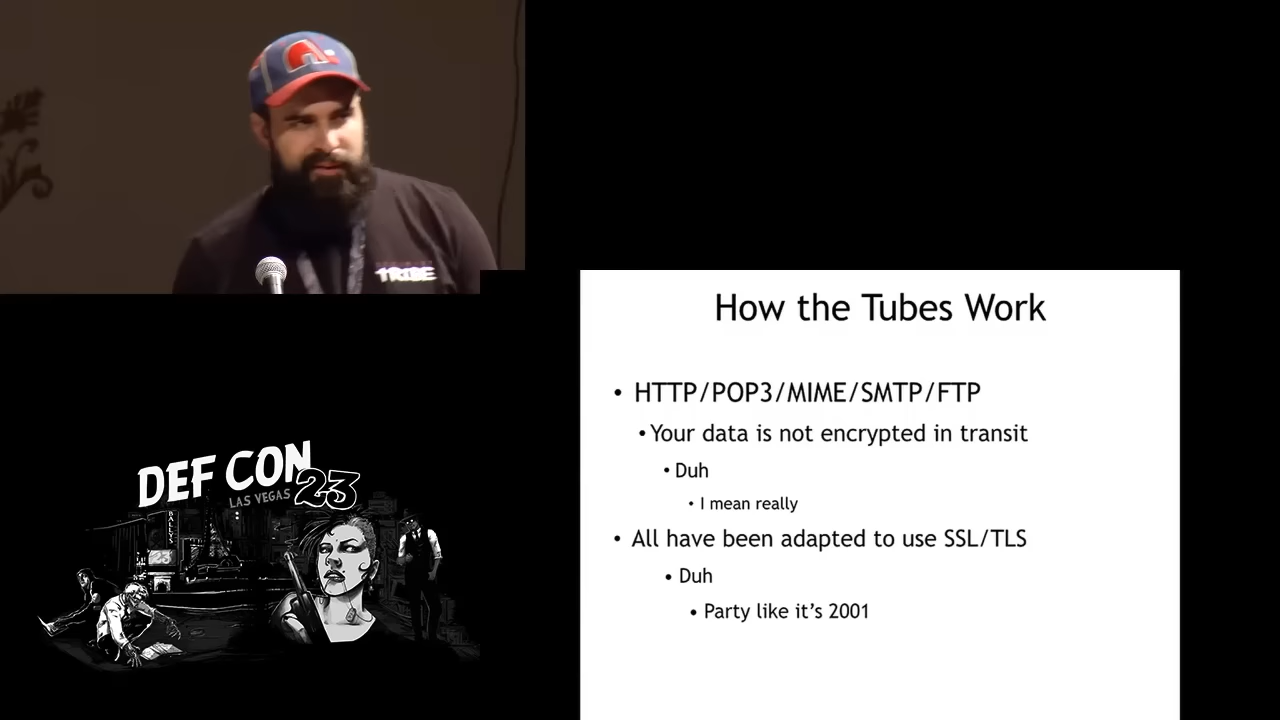 TRIBE
How the Tubes Work
• HTTP/POP3/MIME/SMTP/FTP
• Your data is not encrypted in transit
• Duh
• I mean really
• All have been adapted to use SSL/TLS
• Duh
• Party like it's 2001
DEF CON
LAS VEGAS 23
BALLYS